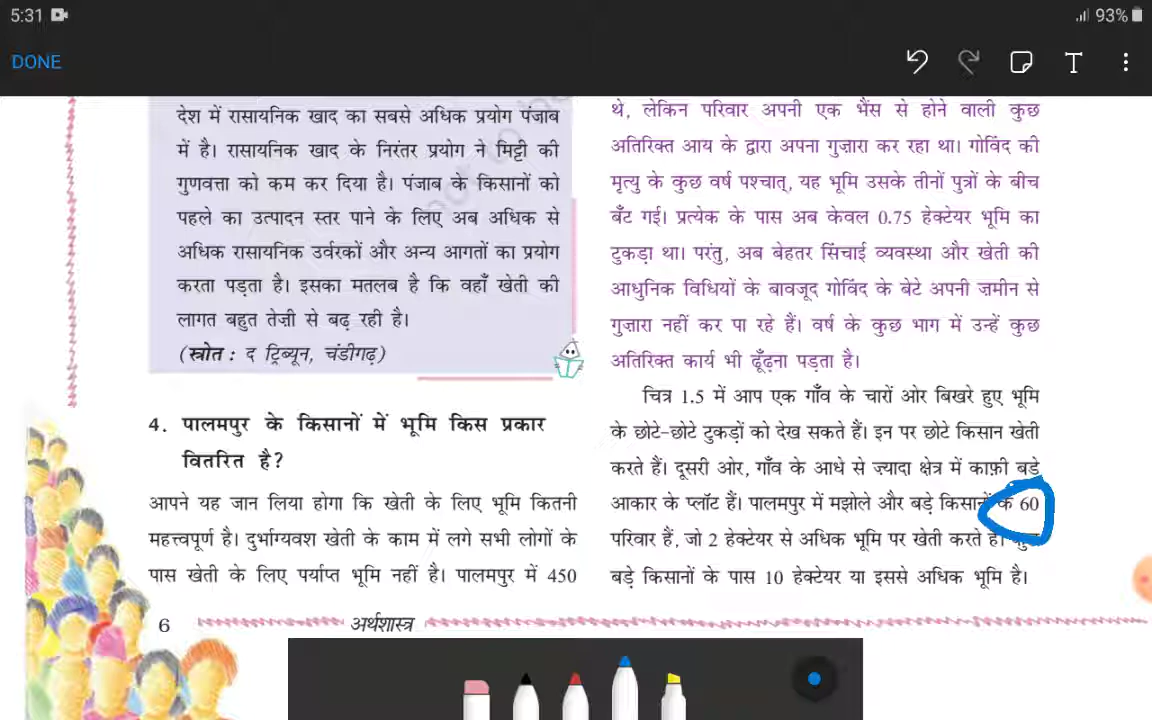 5:31
93%
DONE
देश में रासायनिक खाद का सबसे अधिक प्रयोग पंजाब
में है। रासायनिक खाद के निरंतर प्रयोग ने मिट्टी की
गुणवत्ता को कम कर दिया है। पंजाब के किसानों को
पहले का उत्पादन स्तर पाने के लिए अब अधिक से
अधिक रासायनिक उर्वरकों और अन्य आगतों का प्रयोग
करता पड़ता है। इसका मतलब है कि वहाँ खेती की
लागत बहुत तेज़ी से बढ़ रही है।
(स्त्रोत : द ट्रिब्यून, चंडीगढ़)
4. पालमपुर के किसानों में भूमि किस प्रकार
वितरित है?
आपने यह जान लिया होगा कि खेती के लिए भूमि कितनी
महत्त्वपूर्ण है। दुर्भाग्यवश खेती के काम में लगे सभी लोगों के
पास खेती के लिए पर्याप्त भूमि नहीं है। पालमपुर में 450
थे, लेकिन परिवार अपनी एक भैंस से होने वाली कुछ
अतिरिक्त आय के द्वारा अपना गुज़ारा कर रहा था। गोविंद की
मृत्यु के कुछ वर्ष पश्चात्, यह भूमि उसके तीनों पुत्रों के बीच
बँट गई। प्रत्येक के पास अब केवल 0.75 हेक्टेयर भूमि का
टुकड़ा था। परंतु, अब बेहतर सिंचाई व्यवस्था और खेती की
आधुनिक विधियों के बावजूद गोविंद के बेटे अपनी ज़मीन से
गुज़ारा नहीं कर पा रहे हैं। वर्ष के कुछ भाग में उन्हें कुछ
अतिरिक्त कार्य भी ढूँढ़ना पड़ता है।
चित्र 1.5 में आप एक गाँव के चारों ओर बिखरे हुए भूमि
के छोटे-छोटे टुकड़ों को देख सकते हैं। इन पर छोटे किसान खेती
करते हैं। दूसरी ओर, गाँव के आधे से ज़्यादा क्षेत्र में काफ़ी बड़े
आकार के प्लॉट हैं। पालमपुर में मझोले और बड़े किसानों के 60
परिवार हैं, जो 2 हेक्टेयर से अधिक भूमि पर खेती करते हैं।
बड़े किसानों के पास 10 हेक्टेयर या इससे अधिक भूमि है।
6 अर्थशास्त्र